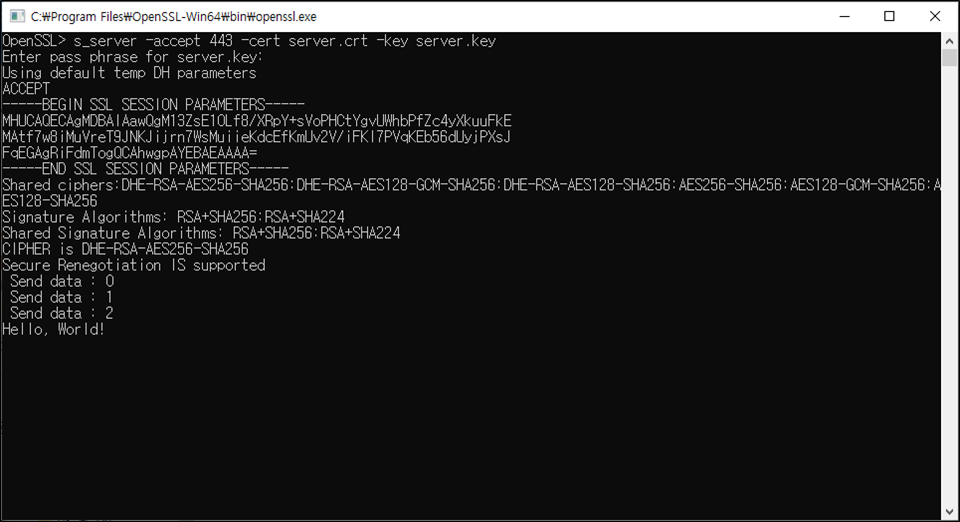 C:₩Program Files₩OpenSSL-Win64₩bin₩openssl.exe
OpenSSL> s_server -accept 443 -cert server.crt -key server.key
Enter pass phrase for server.key:
Using default temp DH parameters
ACCEPT
-----BEGIN SSL SESSION PARAMETERS-----
MHUCAQECAgMDBAIAawQgM13ZsE1OLf8/XRpY+sVoPHCtYgvUWhbPfZc4yXkuuFkE
MAtf7w8iMuVreT9JNKJijrn7WsMuiieKdcEfKmUv2V/iFKl7PVqKEb56dUyjPXsJ
FqEGAgRiFdmTogQCAhwgpAYEBAEAAAA=
-----END SSL SESSION PARAMETERS-----
Shared ciphers:DHE-RSA-AES256-SHA256:DHE-RSA-AES128-GCM-SHA256:DHE-RSA-AES128-SHA256:AES256-SHA256:AES128-GCM-SHA256:A
ES128-SHA256
Signature Algorithms: RSA+SHA256:RSA+SHA224
Shared Signature Algorithms: RSA+SHA256:RSA+SHA224
CIPHER is DHE-RSA-AES256-SHA256
Secure Renegotiation IS supported
Send data : 0
Send data : 1
Send data : 2
Hello, World!